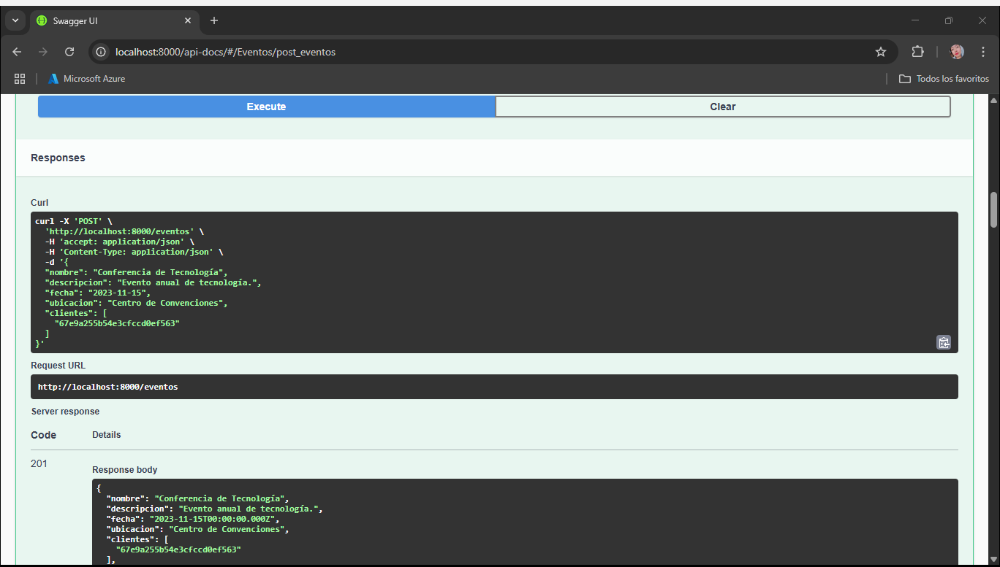 Swagger UI
localhost:8000/api-docs/#/Eventos/post_eventos
Microsoft Azure
Todos los favoritos
Execute
Clear
Responses
Curl
curl -X 'POST' \
  'http://localhost:8000/eventos' \
  -H 'accept: application/json' \
  -H 'Content-Type: application/json' \
  -d '{
  "nombre": "Conferencia de Tecnología",
  "descripcion": "Evento anual de tecnología.",
  "fecha": "2023-11-15",
  "ubicacion": "Centro de Convenciones",
  "clientes": [
    "67e9a255b54e3cfccd0ef563"
  ]
}'
Request URL
http://localhost:8000/eventos
Server response
Code Details
201
Response body
{
  "nombre": "Conferencia de Tecnología",
  "descripcion": "Evento anual de tecnología.",
  "fecha": "2023-11-15T00:00:00.000Z",
  "ubicacion": "Centro de Convenciones",
  "clientes": [
    "67e9a255b54e3cfccd0ef563"
  ],